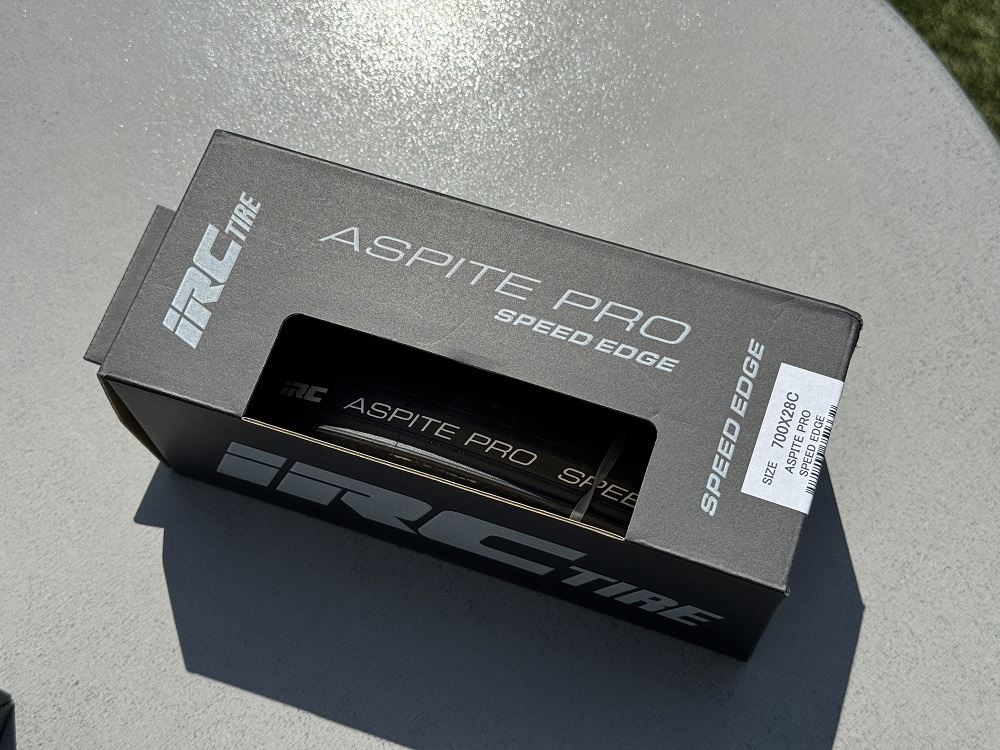 iRC TIRE
ASPITE PRO
SPEED EDGE
SPEED EDGE
SIZE 700X28C
ASPITE PRO
SPEED EDGE
iRC ASPITE PRO SPEE
iRC TIRE